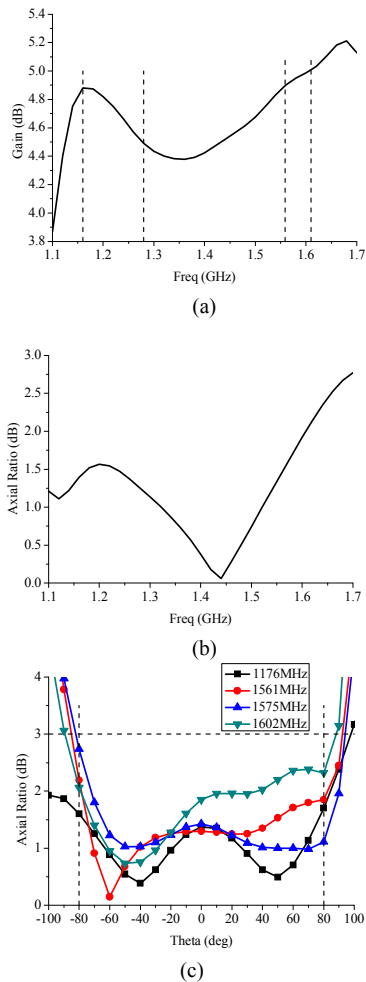 5.4
5.2
5.0
4.8
4.6
4.4
4.2
4.0
3.8
Gain (dB)
1.1 1.2 1.3 1.4 1.5 1.6 1.7
Freq (GHz)
(a)
3.0
2.5
2.0
1.5
1.0
0.5
0.0
Axial Ratio (dB)
1.1 1.2 1.3 1.4 1.5 1.6 1.7
Freq (GHz)
(b)
1176MHz
1561MHz
1575MHz
1602MHz
4
3
2
1
0
Axial Ratio (dB)
-100 -80 -60 -40 -20 0 20 40 60 80 100
Theta (deg)
(c)